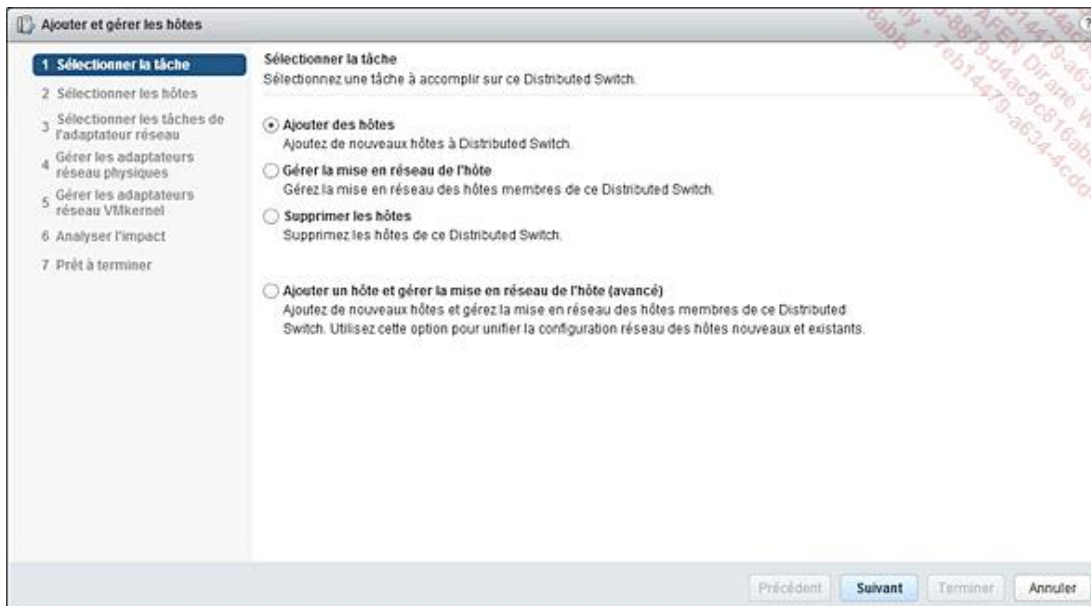 Ajouter et gérer les hôtes
?
1 Sélectionner la tâche
2 Sélectionner les hôtes
3 Sélectionner les tâches de
l'adaptateur réseau
4 Gérer les adaptateurs
réseau physiques
5 Gérer les adaptateurs
réseau VMkernel
6 Analyser l'impact
7 Prêt à terminer
Sélectionner la tâche
Sélectionnez une tâche à accomplir sur ce Distributed Switch.
Ajouter des hôtes
Ajoutez de nouveaux hôtes à Distributed Switch.
Gérer la mise en réseau de l'hôte
Gérez la mise en réseau des hôtes membres de ce Distributed Switch.
Supprimer les hôtes
Supprimez les hôtes de ce Distributed Switch.
Ajouter un hôte et gérer la mise en réseau de l'hôte (avancé)
Ajoutez de nouveaux hôtes et gérez la mise en réseau des hôtes membres de ce Distributed
Switch. Utilisez cette option pour unifier la configuration réseau des hôtes nouveaux et existants.
Précédent
Suivant
Terminer
Annuler